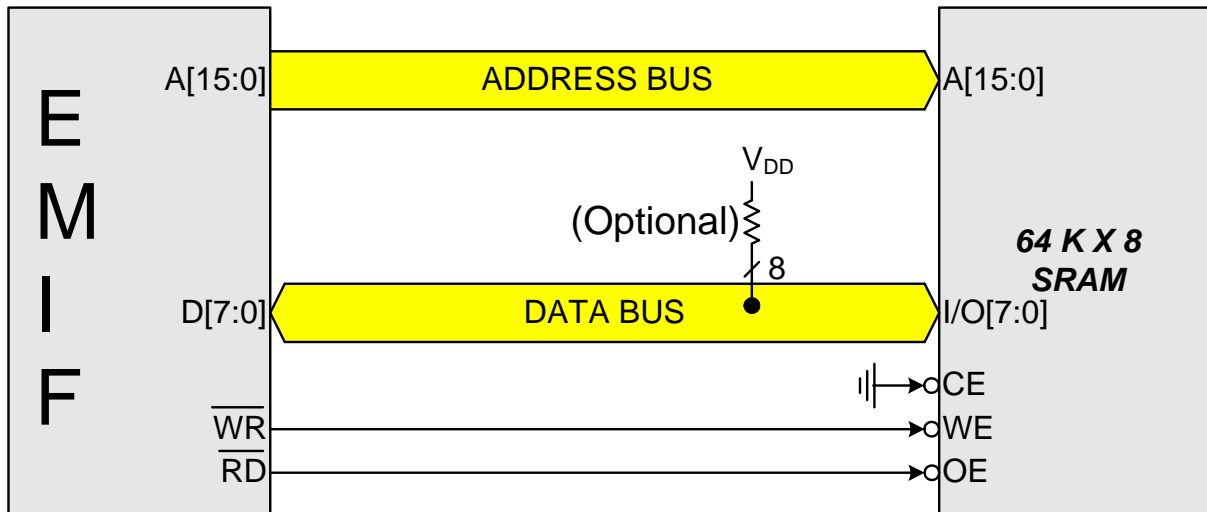 E
M
I
F
A[15:0]
ADDRESS BUS
A[15:0]
V_DD
(Optional)
8
64 K X 8
SRAM
D[7:0]
DATA BUS
I/O[7:0]
CE
WR
WE
RD
OE